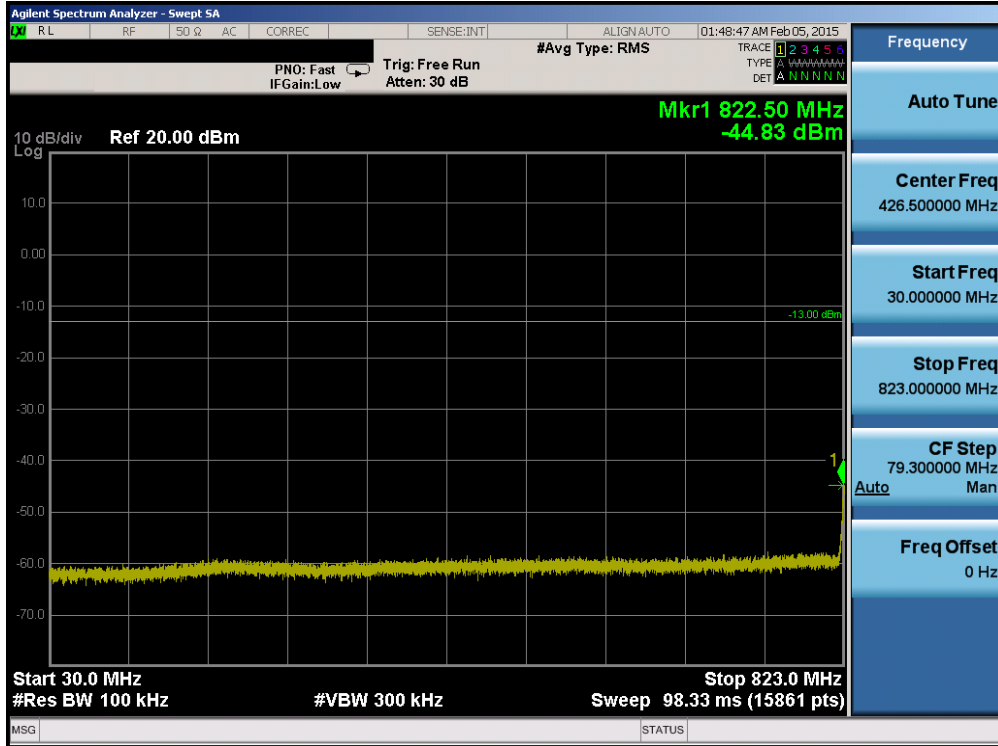 Agilent Spectrum Analyzer - Swept SA
LXI RL RF 50 Ω AC CORREC SENSE:INT ALIGNAUTO 01:48:47 AM Feb 05, 2015
#Avg Type: RMS
TRACE 1 2 3 4 5 6
TYPE A WWWWW
DET A N N N N N
PNO: Fast
IFGain:Low
Trig: Free Run
Atten: 30 dB
Mkr1 822.50 MHz
-44.83 dBm
10 dB/div Ref 20.00 dBm
Log
10.0
0.00
-10.0
-13.00 dBm
-20.0
-30.0
-40.0
1
-50.0
-60.0
-70.0
Start 30.0 MHz Stop 823.0 MHz
#Res BW 100 kHz #VBW 300 kHz Sweep 98.33 ms (15861 pts)
MSG STATUS
Frequency
Auto Tune
Center Freq
426.500000 MHz
Start Freq
30.000000 MHz
Stop Freq
823.000000 MHz
CF Step
79.300000 MHz
Auto Man
Freq Offset
0 Hz